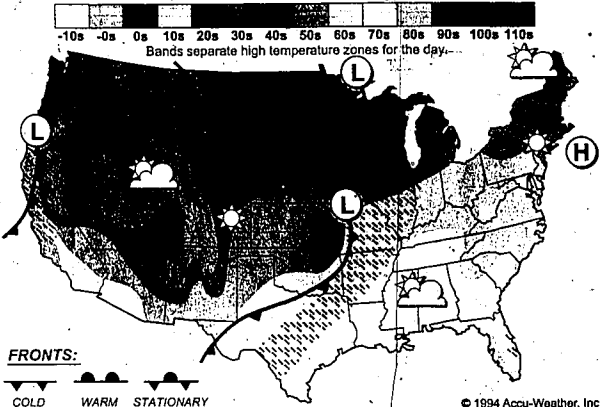 -10s -0s 0s 10s 20s 30s 40s 50s 60s 70s 80s 90s 100s 110s
Bands separate high temperature zones for the day.
L
L
H
L
FRONTS:
COLD WARM STATIONARY
© 1994 Accu-Weather, Inc